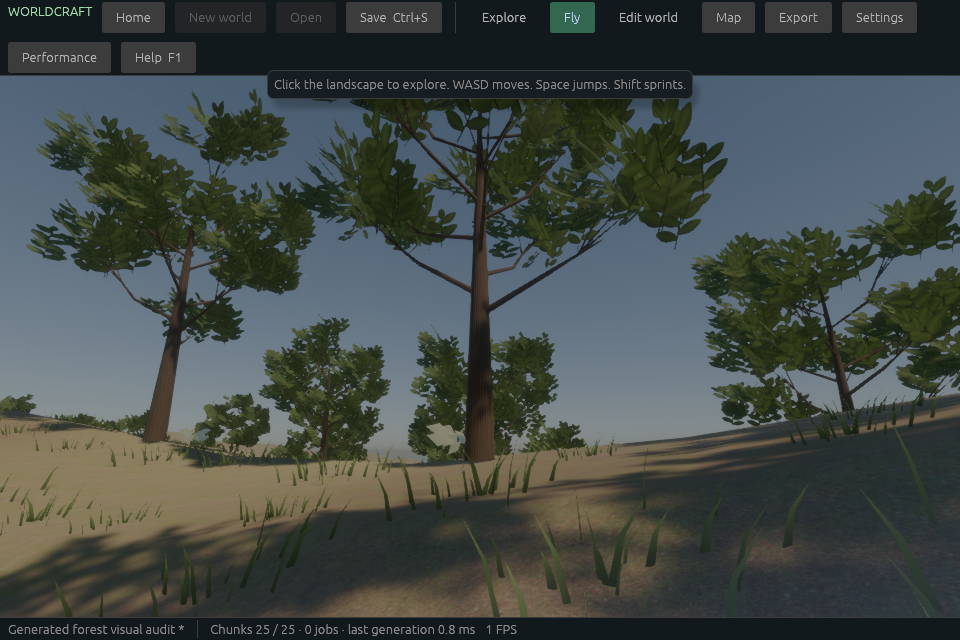 WORLDCRAFT Home New world Open Save Ctrl+S Explore Fly Edit world Map Export Settings
Performance Help F1
Click the landscape to explore. WASD moves. Space jumps. Shift sprints.
Generated forest visual audit * Chunks 25 / 25 · 0 jobs · last generation 0.8 ms 1 FPS